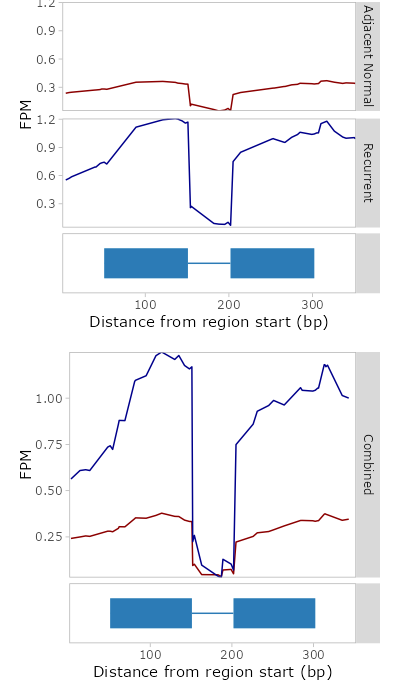 1.2
0.9
0.6
0.3
Adjacent Normal
FPM
1.2
0.9
0.6
0.3
Recurrent
100 200 300
Distance from region start (bp)
1.00
0.75
0.50
0.25
FPM
Combined
100 200 300
Distance from region start (bp)